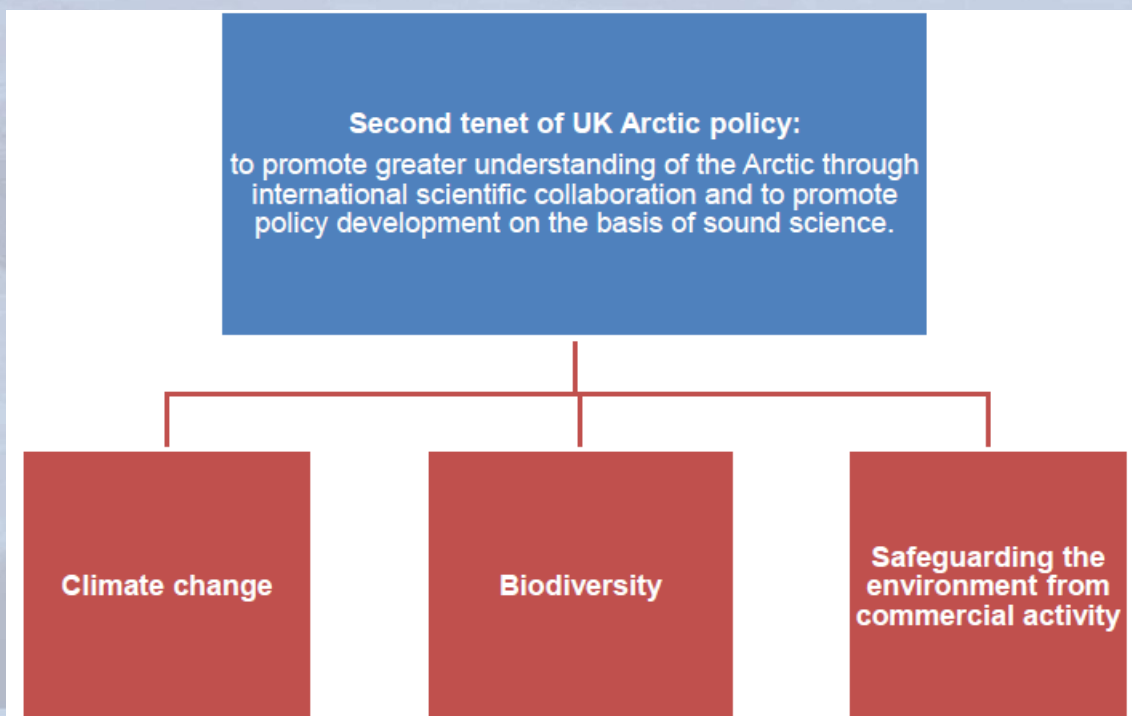 Second tenet of UK Arctic policy:
to promote greater understanding of the Arctic through
international scientific collaboration and to promote
policy development on the basis of sound science.
Climate change
Biodiversity
Safeguarding the
environment from
commercial activity